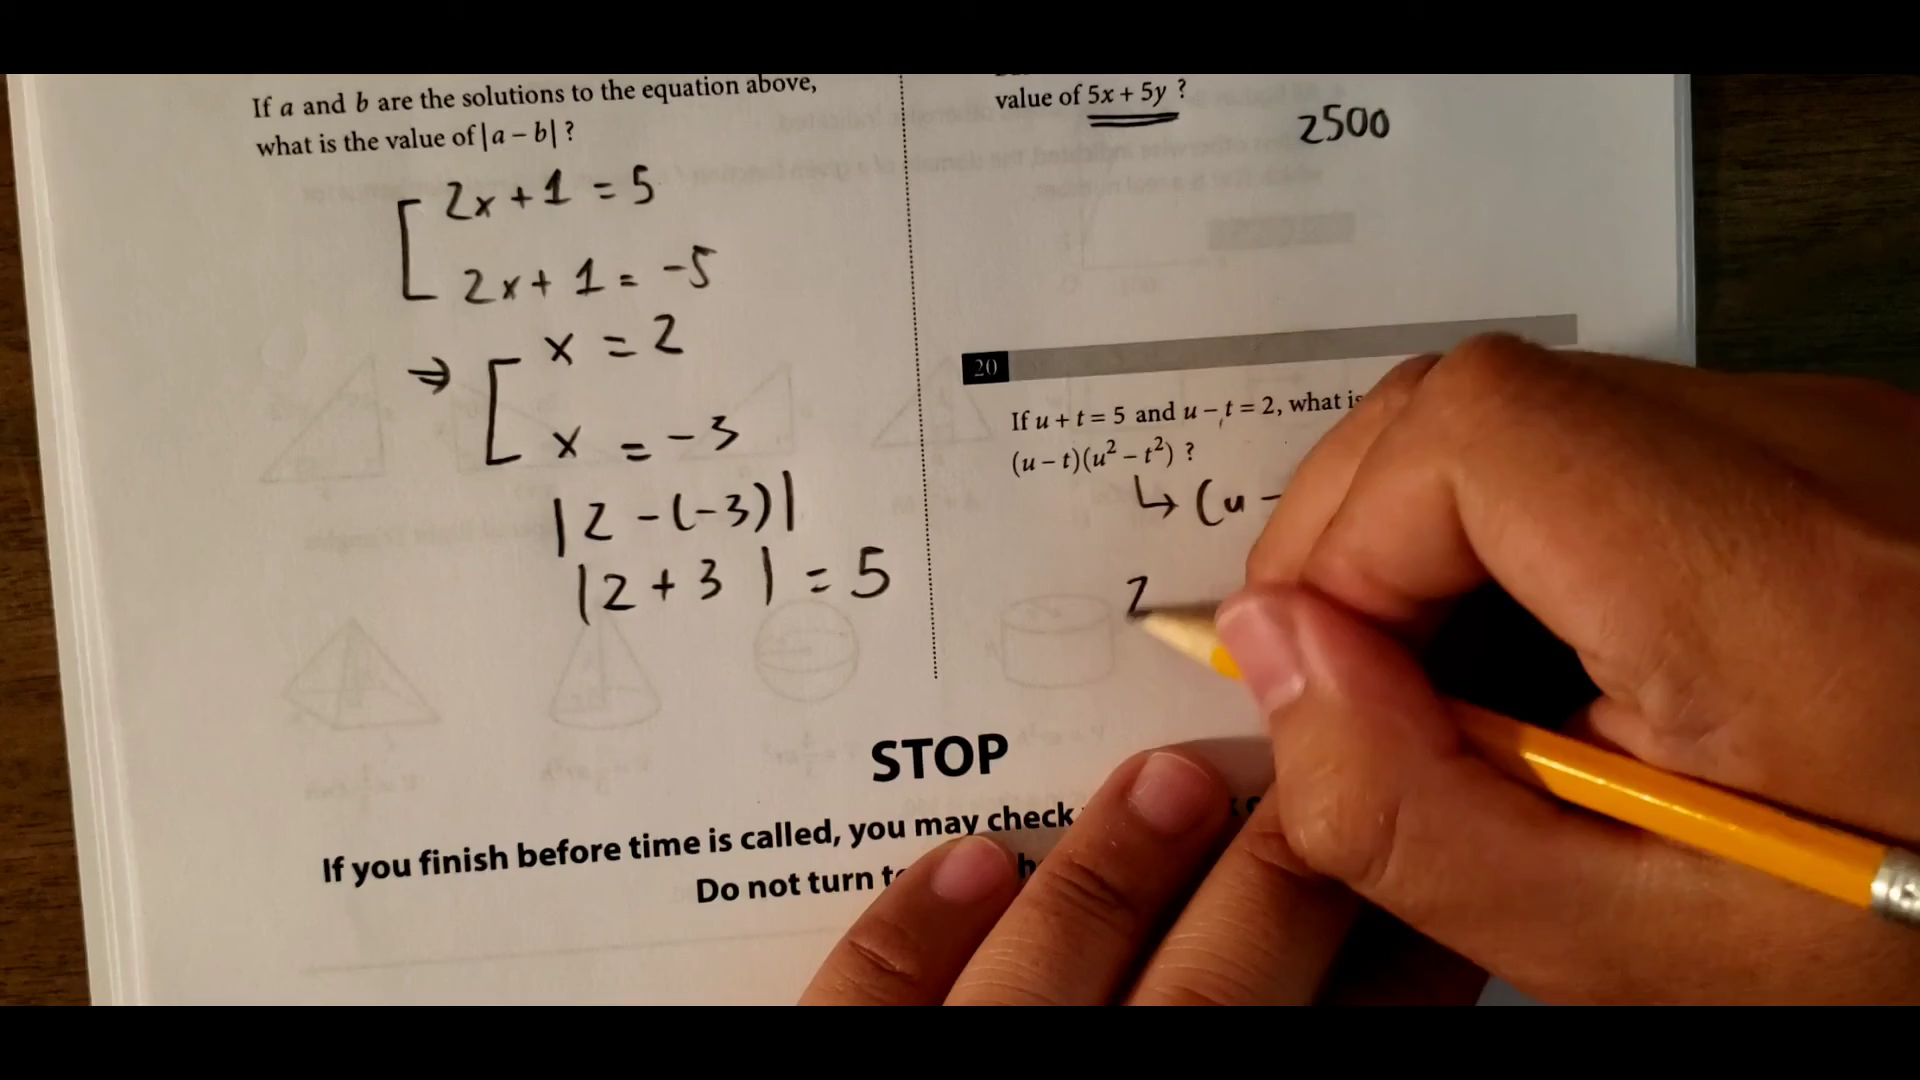 If a and b are the solutions to the equation above,
what is the value of |a – b| ?
2x + 1 = 5
2x + 1 = -5
⇒ x = 2
x = -3
|2 - (-3)|
|2 + 3| = 5
value of 5x + 5y ?
2500
20
If u + t = 5 and u – t = 2, what is
(u – t)(u² – t²) ?
↳ (u -
2
STOP
If you finish before time is called, you may check
Do not turn